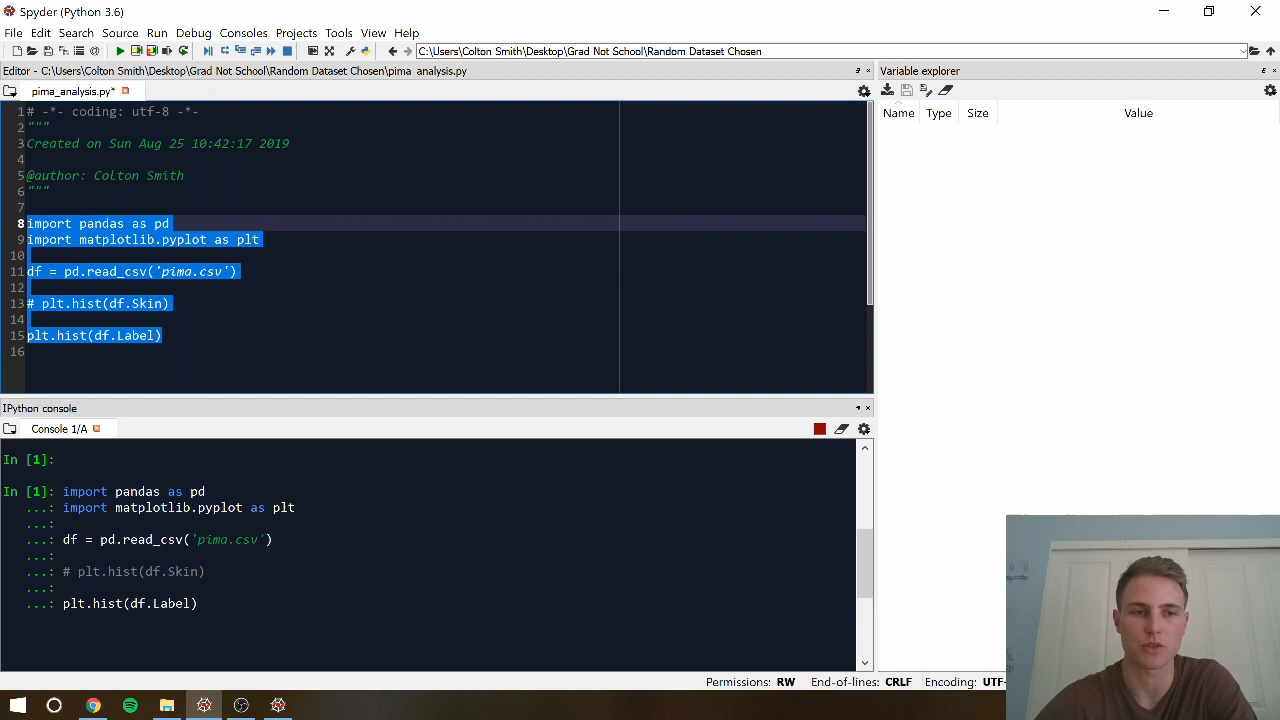 Spyder (Python 3.6)
File Edit Search Source Run Debug Consoles Projects Tools View Help
C:\Users\Colton Smith\Desktop\Grad Not School\Random Dataset Chosen
Editor - C:\Users\Colton Smith\Desktop\Grad Not School\Random Dataset Chosen\pima_analysis.py
Variable explorer
pima_analysis.py*
Name Type Size Value
1 # -*- coding: utf-8 -*-
2 """
3 Created on Sun Aug 25 10:42:17 2019
4
5 @author: Colton Smith
6 """
7
8 import pandas as pd
9 import matplotlib.pyplot as plt
10
11 df = pd.read_csv('pima.csv')
12
13 # plt.hist(df.Skin)
14
15 plt.hist(df.Label)
16
IPython console
Console 1/A
In [1]:
In [1]: import pandas as pd
...: import matplotlib.pyplot as plt
...:
...: df = pd.read_csv('pima.csv')
...:
...: # plt.hist(df.Skin)
...:
...: plt.hist(df.Label)
Permissions: RW End-of-lines: CRLF Encoding: UTF-